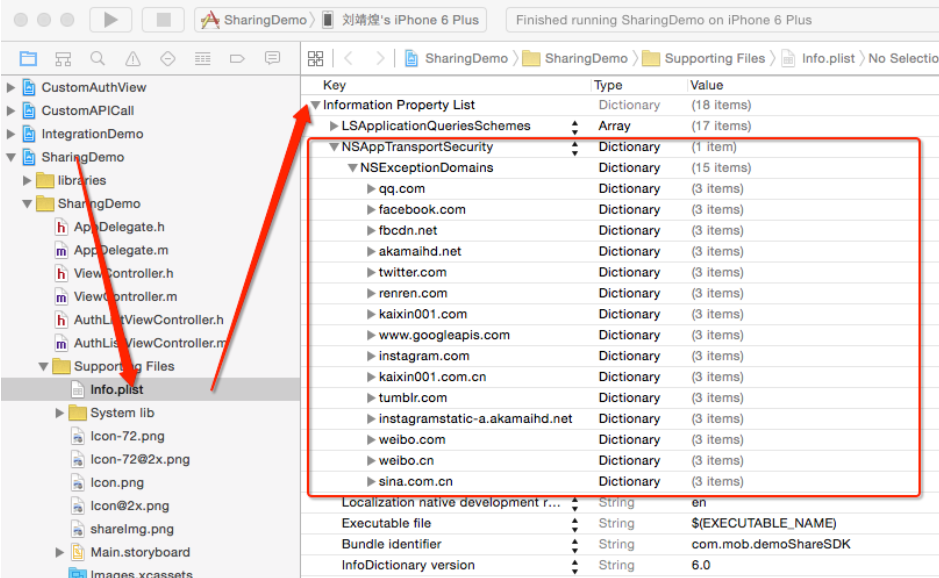 SharingDemo 刘靖煌's iPhone 6 Plus Finished running SharingDemo on iPhone 6 Plus
SharingDemo SharingDemo Supporting Files Info.plist No Selectio
CustomAuthView
CustomAPICall
IntegrationDemo
SharingDemo
libraries
SharingDemo
h AppDelegate.h
m AppDelegate.m
h ViewController.h
m ViewController.m
h AuthListViewController.h
m AuthListViewController.m
Supporting Files
Info.plist
System lib
Icon-72.png
Icon-72@2x.png
Icon.png
Icon@2x.png
shareImg.png
Main.storyboard
Images.xcassets
Key Type Value
Information Property List Dictionary (18 items)
LSApplicationQueriesSchemes Array (17 items)
NSAppTransportSecurity Dictionary (1 item)
NSExceptionDomains Dictionary (15 items)
qq.com Dictionary (3 items)
facebook.com Dictionary (3 items)
fbcdn.net Dictionary (3 items)
akamaihd.net Dictionary (3 items)
twitter.com Dictionary (3 items)
renren.com Dictionary (3 items)
kaixin001.com Dictionary (3 items)
www.googleapis.com Dictionary (3 items)
instagram.com Dictionary (3 items)
kaixin001.com.cn Dictionary (3 items)
tumblr.com Dictionary (3 items)
instagramstatic-a.akamaihd.net Dictionary (3 items)
weibo.com Dictionary (3 items)
weibo.cn Dictionary (3 items)
sina.com.cn Dictionary (3 items)
Localization native development r... String en
Executable file String $(EXECUTABLE_NAME)
Bundle identifier String com.mob.demoShareSDK
InfoDictionary version String 6.0